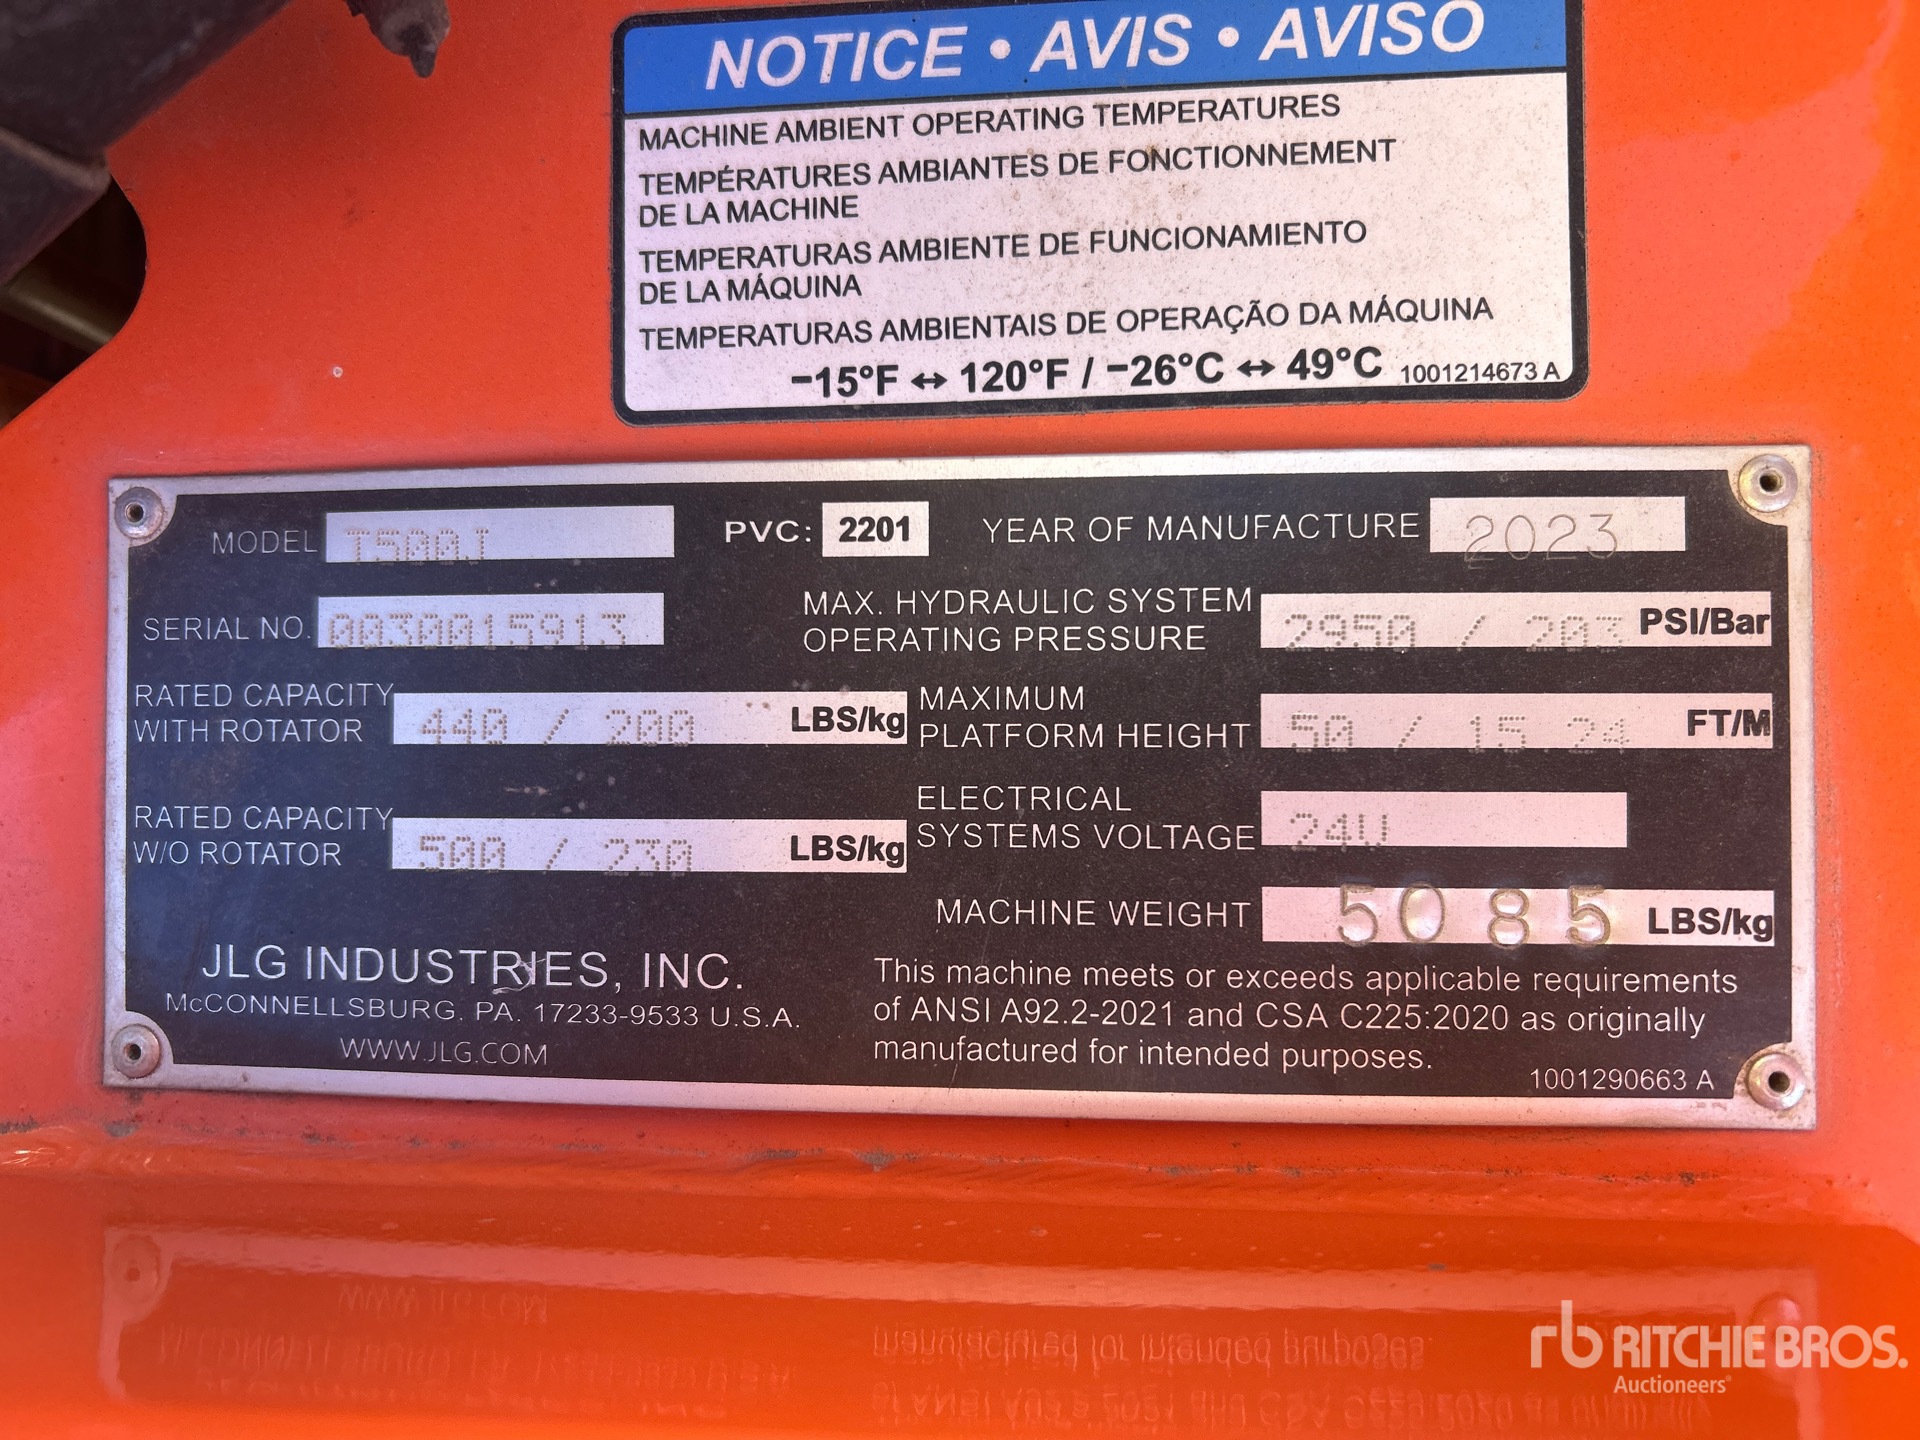 NOTICE • AVIS • AVISO
MACHINE AMBIENT OPERATING TEMPERATURES
TEMPÉRATURES AMBIANTES DE FONCTIONNEMENT
DE LA MACHINE
TEMPERATURAS AMBIENTE DE FUNCIONAMIENTO
DE LA MÁQUINA
TEMPERATURAS AMBIENTAIS DE OPERAÇÃO DA MÁQUINA
−15°F ↔ 120°F / −26°C ↔ 49°C 1001214673 A
MODEL T500J PVC: 2201 YEAR OF MANUFACTURE 2023
SERIAL NO. 0030015913
MAX. HYDRAULIC SYSTEM
OPERATING PRESSURE 2950 / 203 PSI/Bar
RATED CAPACITY
WITH ROTATOR 440 / 200 LBS/kg
MAXIMUM
PLATFORM HEIGHT 50 / 15.24 FT/M
RATED CAPACITY
W/O ROTATOR 500 / 230 LBS/kg
ELECTRICAL
SYSTEMS VOLTAGE 24V
MACHINE WEIGHT 5085 LBS/kg
JLG INDUSTRIES, INC.
McCONNELLSBURG. PA. 17233-9533 U.S.A.
WWW.JLG.COM
This machine meets or exceeds applicable requirements
of ANSI A92.2-2021 and CSA C225:2020 as originally
manufactured for intended purposes.
1001290663 A
rb RITCHIE BROS.
Auctioneers